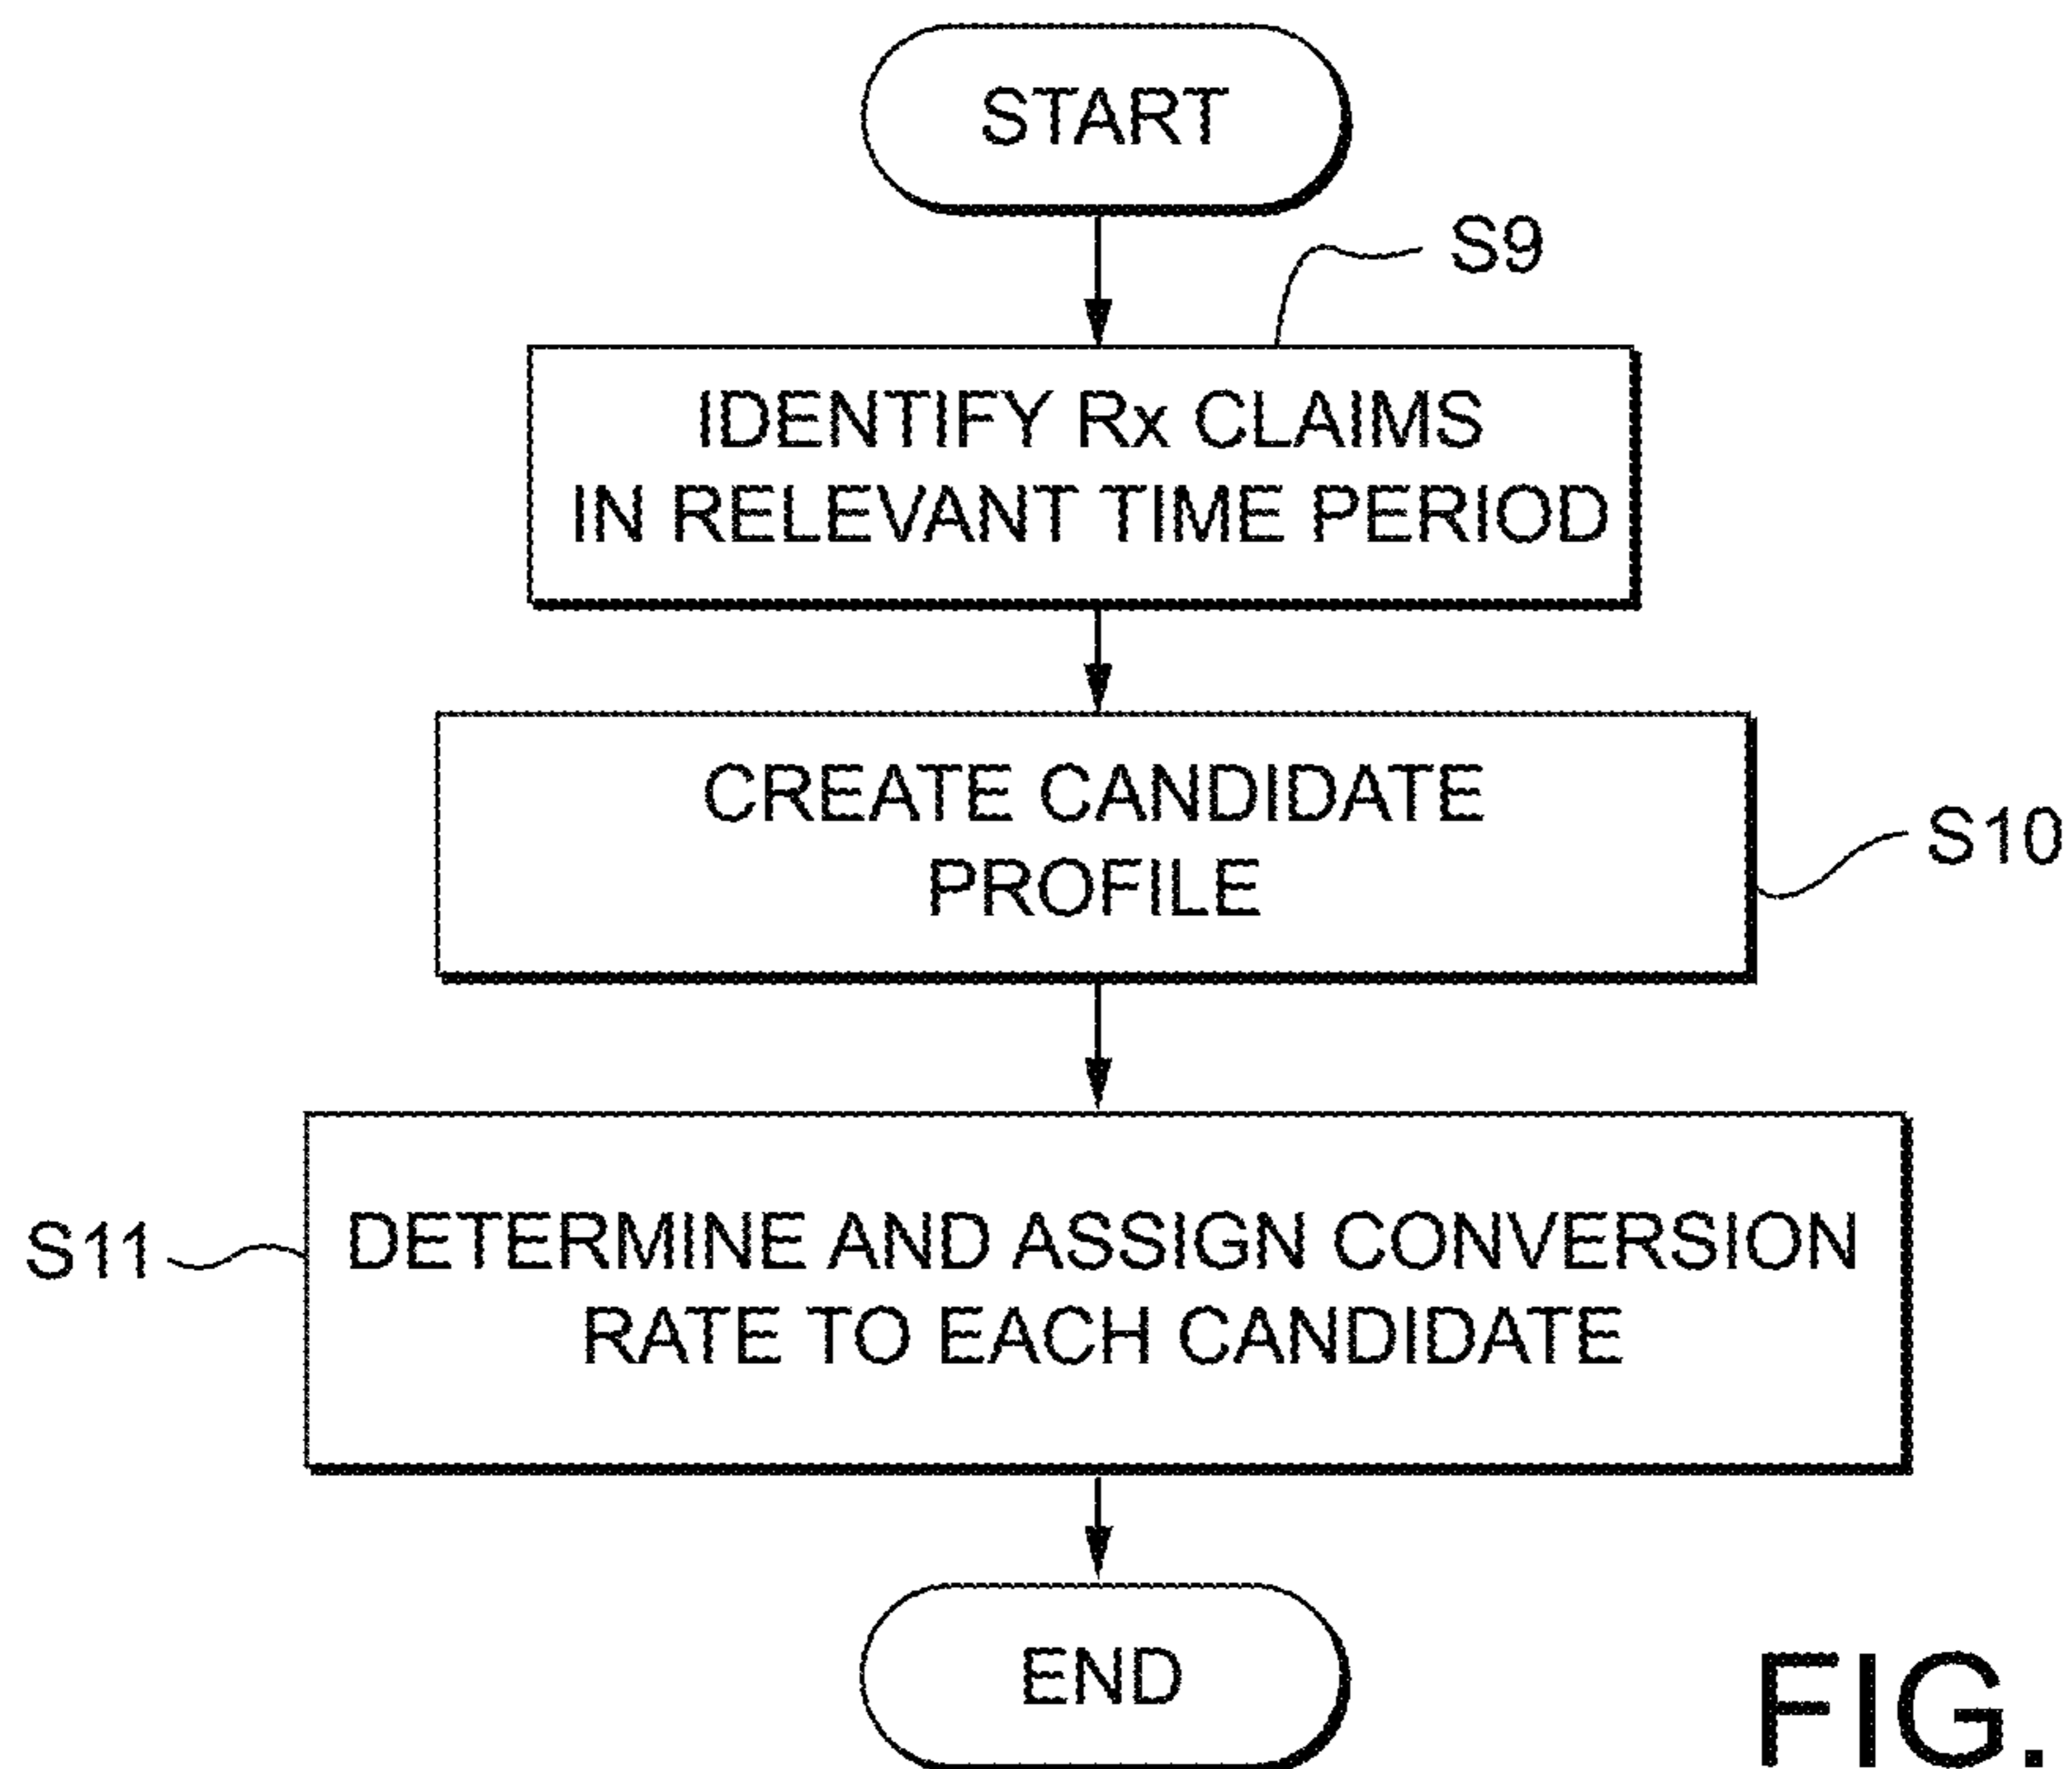 START
S9
IDENTIFY Rx CLAIMS
IN RELEVANT TIME PERIOD
CREATE CANDIDATE
PROFILE
S10
S11
DETERMINE AND ASSIGN CONVERSION
RATE TO EACH CANDIDATE
END
FIG.